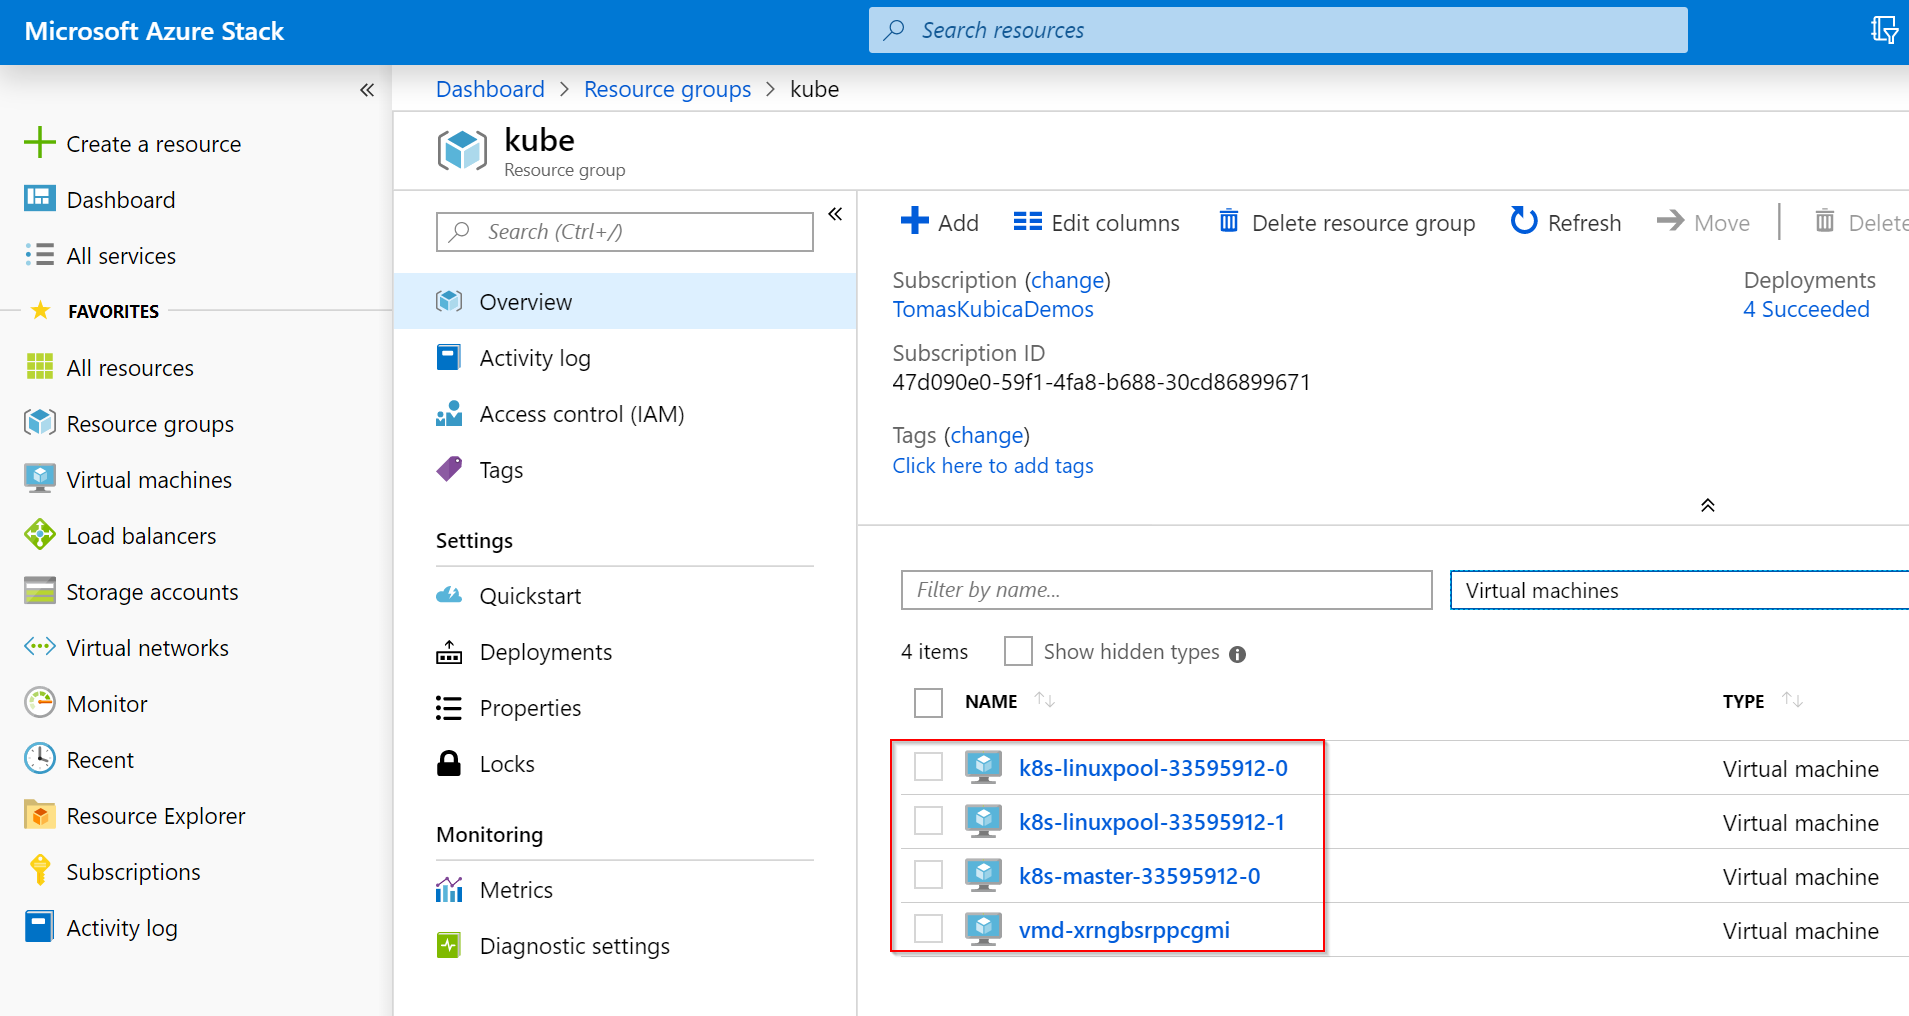 Microsoft Azure Stack
Search resources
Dashboard > Resource groups > kube
Create a resource
Dashboard
All services
FAVORITES
All resources
Resource groups
Virtual machines
Load balancers
Storage accounts
Virtual networks
Monitor
Recent
Resource Explorer
Subscriptions
Activity log
kube
Resource group
Search (Ctrl+/)
Overview
Activity log
Access control (IAM)
Tags
Settings
Quickstart
Deployments
Properties
Locks
Monitoring
Metrics
Diagnostic settings
Add Edit columns Delete resource group Refresh Move Delete
Subscription (change)
TomasKubicaDemos
Deployments
4 Succeeded
Subscription ID
47d090e0-59f1-4fa8-b688-30cd86899671
Tags (change)
Click here to add tags
Filter by name...
Virtual machines
4 items Show hidden types
NAME TYPE
k8s-linuxpool-33595912-0 Virtual machine
k8s-linuxpool-33595912-1 Virtual machine
k8s-master-33595912-0 Virtual machine
vmd-xrngbsrppcgmi Virtual machine